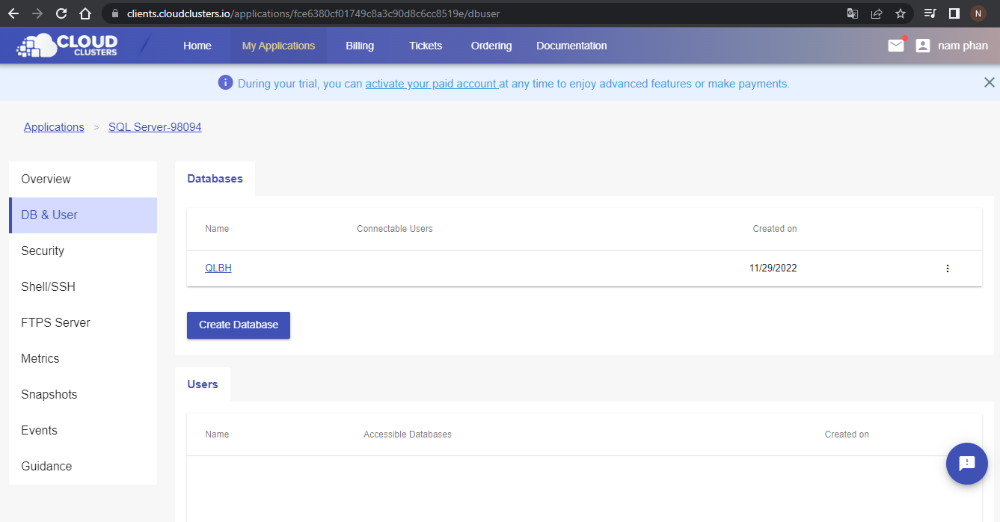 clients.cloudclusters.io/applications/fce6380cf01749c8a3c90d8c6cc8519e/dbuser
N
CLOUD
CLUSTERS
Home
My Applications
Billing
Tickets
Ordering
Documentation
nam phan
During your trial, you can activate your paid account at any time to enjoy advanced features or make payments.
Applications > SQL Server-98094
Overview
DB & User
Security
Shell/SSH
FTPS Server
Metrics
Snapshots
Events
Guidance
Databases
Name Connectable Users Created on
QLBH 11/29/2022
Create Database
Users
Name Accessible Databases Created on